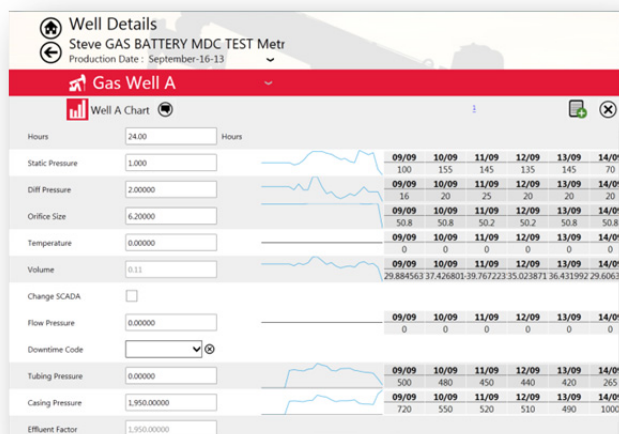 Well Details
Steve GAS BATTERY MDC TEST Metr
Production Date : September-16-13
Gas Well A
Well A Chart
Hours 24.00 Hours
09/09 10/09 11/09 12/09 13/09 14/09
Static Pressure 1.000 100 155 145 135 145 70
09/09 10/09 11/09 12/09 13/09 14/09
Diff Pressure 2.00000 16 20 25 20 20 20
09/09 10/09 11/09 12/09 13/09 14/09
Orifice Size 6.20000 50.8 50.8 50.2 50.2 50.8 50.8
09/09 10/09 11/09 12/09 13/09 14/09
Temperature 0.00000 0 0 0 0 0 0
09/09 10/09 11/09 12/09 13/09 14/09
Volume 0.11 29.884563 37.426801 -39.767223 35.023871 36.431992 29.6063
Change SCADA
09/09 10/09 11/09 12/09 13/09 14/09
Flow Pressure 0.00000 0 0 0 0 0 0
Downtime Code
09/09 10/09 11/09 12/09 13/09 14/09
Tubing Pressure 0.00000 500 480 450 440 420 265
09/09 10/09 11/09 12/09 13/09 14/09
Casing Pressure 1,950.00000 720 550 520 510 490 1000
Effluent Factor 1,950.00000